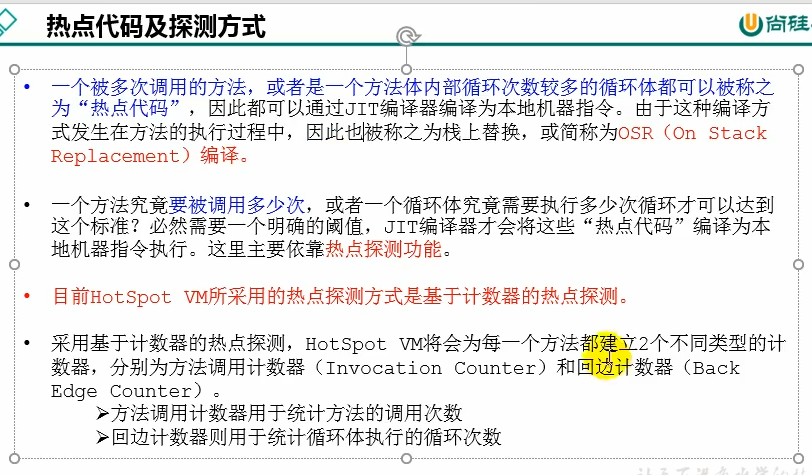 热点代码及探测方式
尚硅
• 一个被多次调用的方法，或者是一个方法体内部循环次数较多的循环体都可以被称之
为“热点代码”，因此都可以通过JIT编译器编译为本地机器指令。由于这种编译方
式发生在方法的执行过程中，因此也被称之为栈上替换，或简称为OSR（On Stack
Replacement）编译。
• 一个方法究竟要被调用多少次，或者一个循环体究竟需要执行多少次循环才可以达到
这个标准？必然需要一个明确的阈值，JIT编译器才会将这些“热点代码”编译为本
地机器指令执行。这里主要依靠热点探测功能。
• 目前HotSpot VM所采用的热点探测方式是基于计数器的热点探测。
• 采用基于计数器的热点探测，HotSpot VM将会为每一个方法都建立2个不同类型的计
数器，分别为方法调用计数器（Invocation Counter）和回边计数器（Back
Edge Counter）。
➢方法调用计数器用于统计方法的调用次数
➢回边计数器则用于统计循环体执行的循环次数